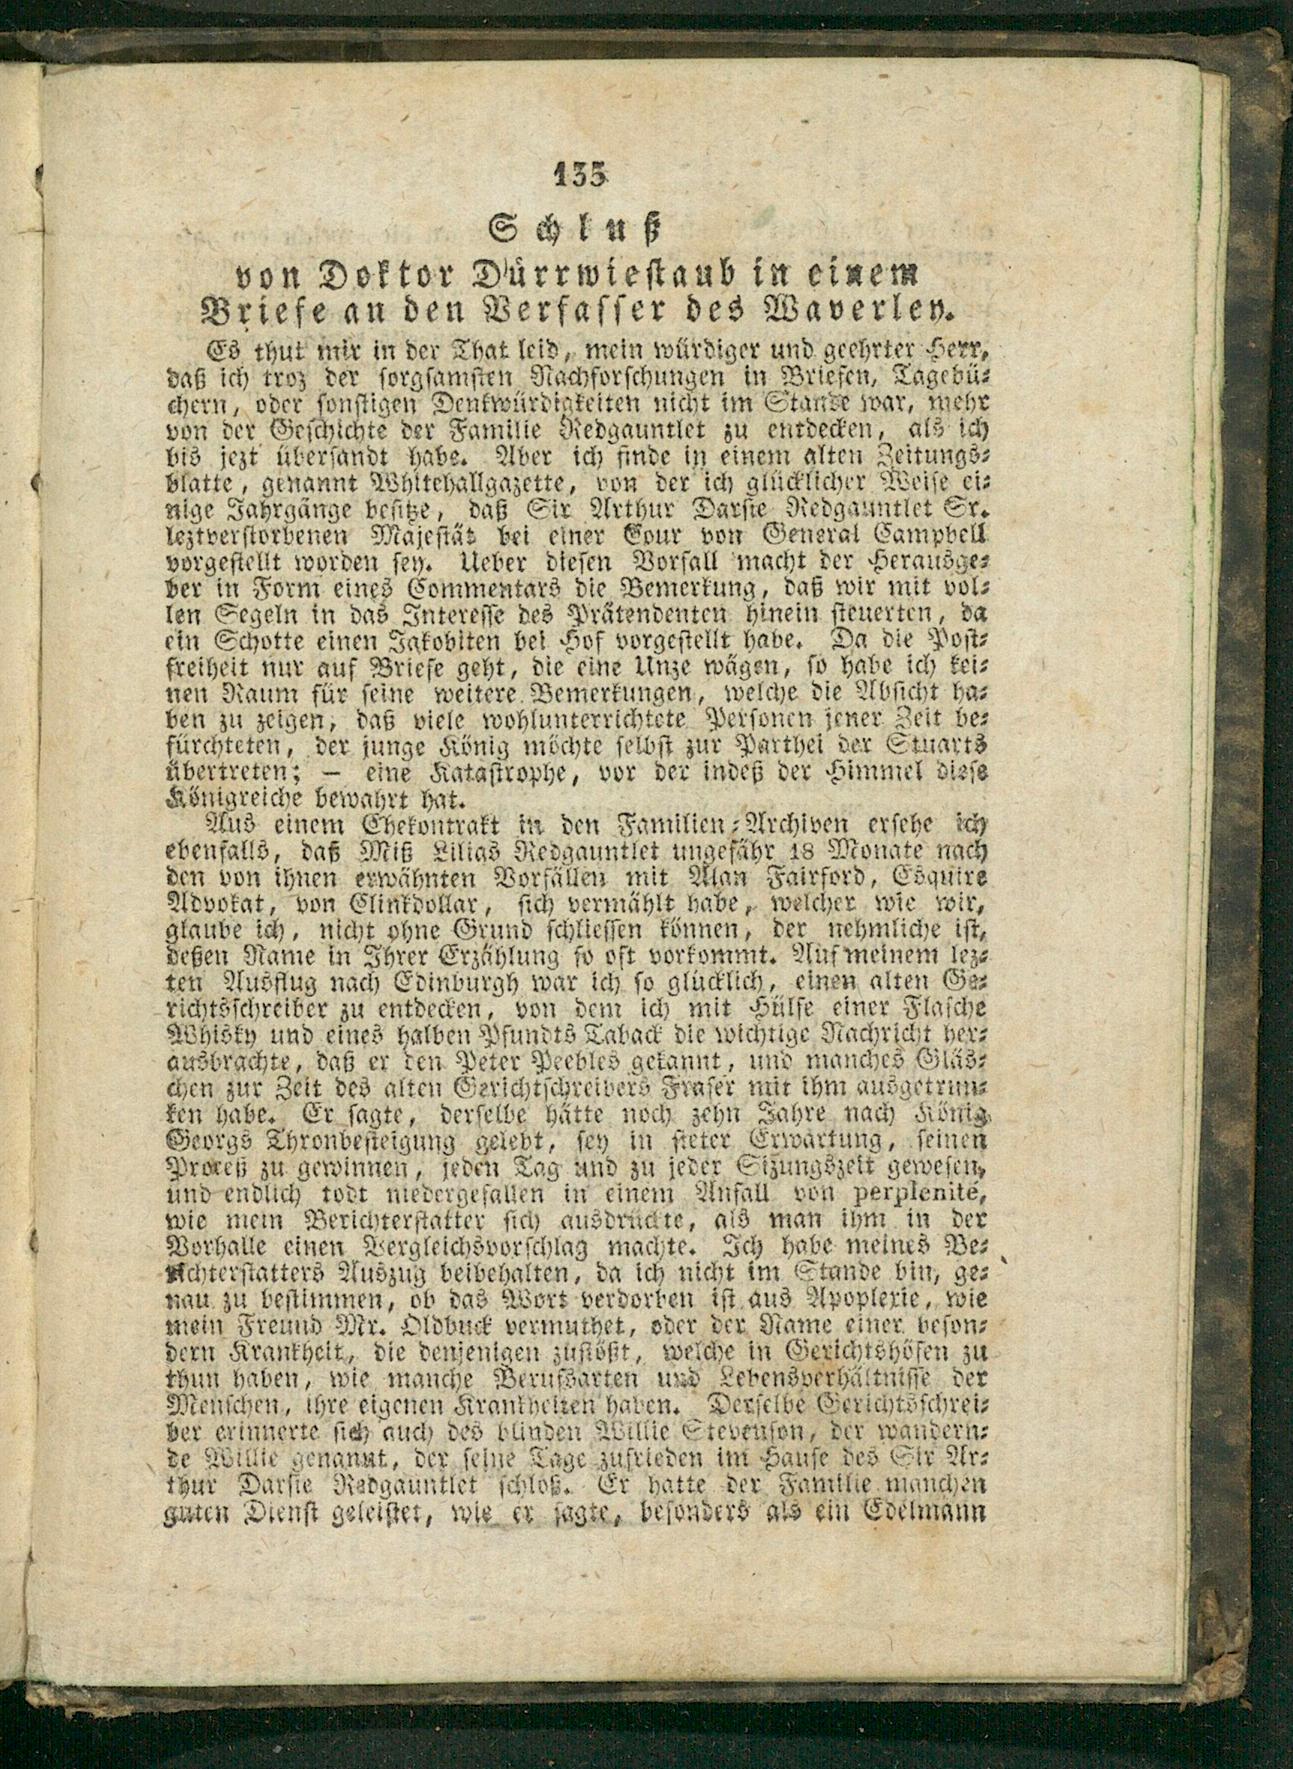 135
Schluß
von Doktor Dürrwiestaub in einem
Briefe an den Verfasser des Waverley.
Es thut mir in der That leid, mein würdiger und geehrter Herr,
daß ich troz der sorgsamsten Nachforschungen in Briefen, Tagebü-
chern, oder sonstigen Denkwürdigkeiten nicht im Stande war, mehr
von der Geschichte der Familie Redgauntlet zu entdecken, als ich
bis jezt übersandt habe. Aber ich finde in einem alten Zeitungs-
blatte, genannt Whitehallgazette, von der ich glücklicher Weise ei-
nige Jahrgänge besitze, daß Sir Arthur Darsie Redgauntlet Sr.
leztverstorbenen Majestät bei einer Cour von General Campbell
vorgestellt worden sey. Ueber diesen Vorfall macht der Herausge-
ber in Form eines Commentars die Bemerkung, daß wir mit vol-
len Segeln in das Interesse des Prätendenten hinein steuerten, da
ein Schotte einen Jakobiten bei Hof vorgestellt habe. Da die Post-
freiheit nur auf Briefe geht, die eine Unze wägen, so habe ich kei-
nen Raum für seine weitere Bemerkungen, welche die Absicht ha-
ben zu zeigen, daß viele wohlunterrichtete Personen jener Zeit be-
fürchteten, der junge König möchte selbst zur Parthei der Stuarts
übertreten; — eine Katastrophe, vor der indeß der Himmel diese
Königreiche bewahrt hat.
Aus einem Ehekontrakt in den Familien-Archiven ersehe ich
ebenfalls, daß Miß Lilias Redgauntlet ungefähr 18 Monate nach
den von ihnen erwähnten Vorfällen mit Alan Fairford, Esquire
Advokat, von Clinkdollar, sich vermählt habe, welcher wie wir,
glaube ich, nicht ohne Grund schliessen können, der nehmliche ist,
deßen Name in Ihrer Erzählung so oft vorkommt. Auf meinem lez-
ten Ausflug nach Edinburgh war ich so glücklich, einen alten Ge-
richtsschreiber zu entdecken, von dem ich mit Hülfe einer Flasche
Whisky und eines halben Pfundts Taback die wichtige Nachricht her-
ausbrachte, daß er den Peter Peebles gekannt, und manches Gläs-
chen zur Zeit des alten Gerichtschreibers Fraser mit ihm ausgetrun-
ken habe. Er sagte, derselbe hätte noch zehn Jahre nach König
Georgs Thronbesteigung gelebt, sey in steter Erwartung, seinen
Proceß zu gewinnen, jeden Tag und zu jeder Sizungszeit gewesen,
und endlich todt niedergefallen in einem Anfall von perplenité,
wie mein Berichterstatter sich ausdrückte, als man ihm in der
Vorhalle einen Vergleichsvorschlag machte. Ich habe meines Be-
richterstatters Auszug beibehalten, da ich nicht im Stande bin, ge-
nau zu bestimmen, ob das Wort verdorben ist aus Apoplexie, wie
mein Freund Mr. Oldbuck vermuthet, oder der Name einer beson-
dern Krankheit, die denjenigen zustößt, welche in Gerichtshöfen zu
thun haben, wie manche Berufsarten und Lebensverhältnisse der
Menschen, ihre eigenen Krankheiten haben. Derselbe Gerichtsschrei-
ber erinnerte sich auch des blinden Willie Stevenson, der wandern-
de Willie genannt, der seine Tage zufrieden im Hause des Sir Ar-
thur Darsie Redgauntlet schloß. Er hatte der Familie manchen
guten Dienst geleistet, wie er sagte, besonders als ein Edelmann